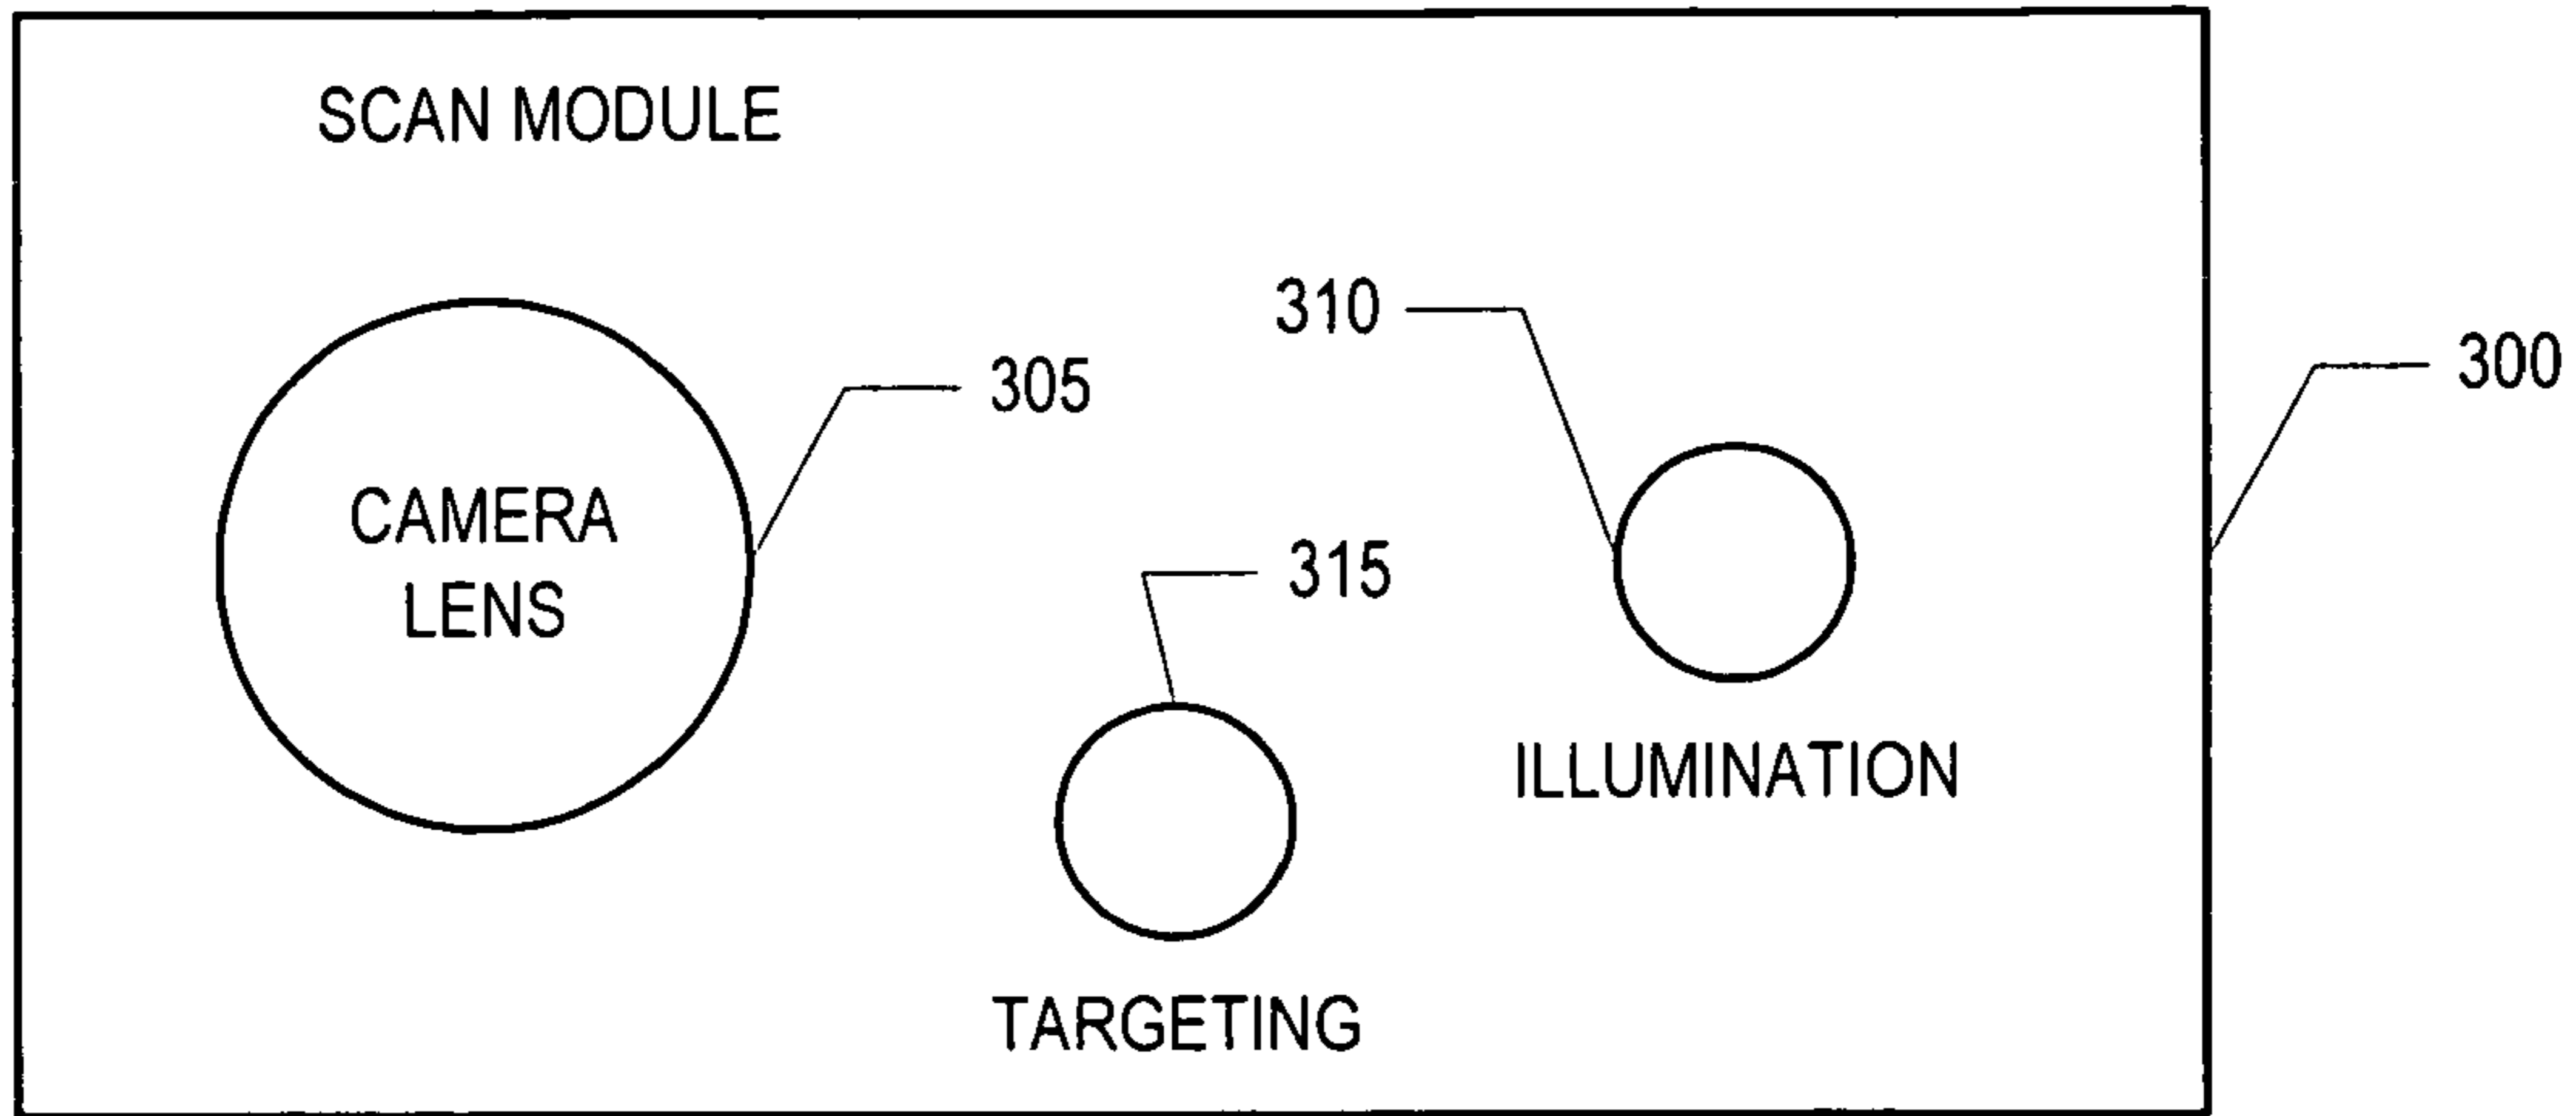 SCAN MODULE
310
300
305
CAMERA
LENS
315
ILLUMINATION
TARGETING